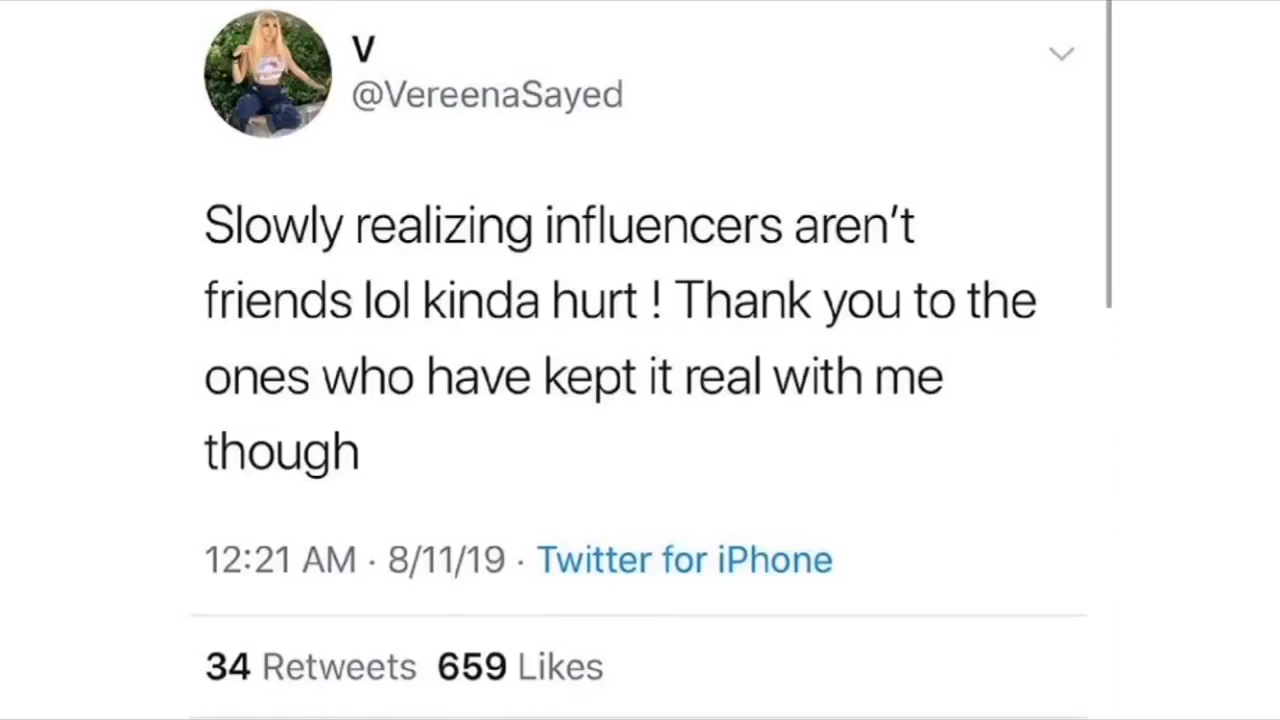 V
@VereenaSayed
Slowly realizing influencers aren’t
friends lol kinda hurt ! Thank you to the
ones who have kept it real with me
though
12:21 AM · 8/11/19 · Twitter for iPhone
34 Retweets 659 Likes